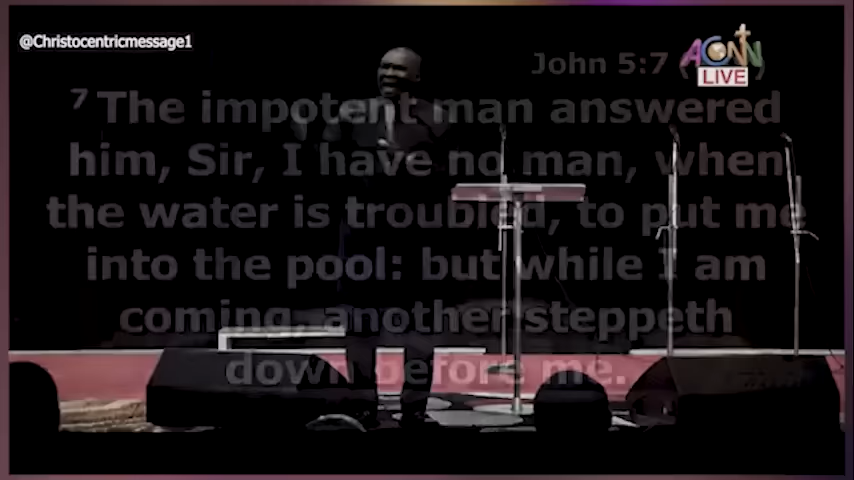 @Christocentricmessage1
John 5:7
ACNN
LIVE
7 The impotent man answered
him, Sir, I have no man, when
the water is troubled, to put me
into the pool: but while I am
coming, another steppeth
down before me.